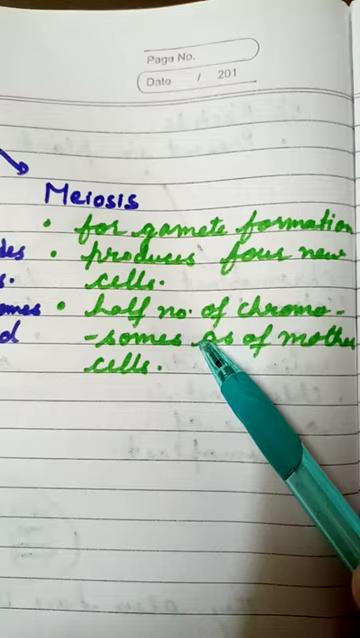 Page No.
Date / 201
Meiosis
• for gamete formation
• produces four new
cells.
• half no. of chromo-
-somes as of mother
cells.